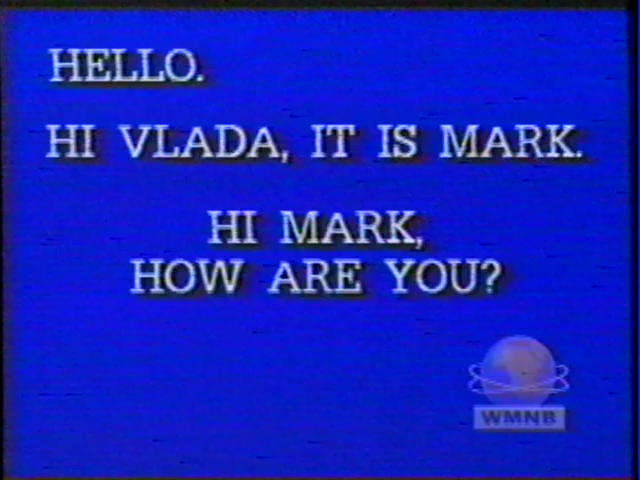 HELLO.
HI VLADA, IT IS MARK.
HI MARK,
HOW ARE YOU?
WMNB